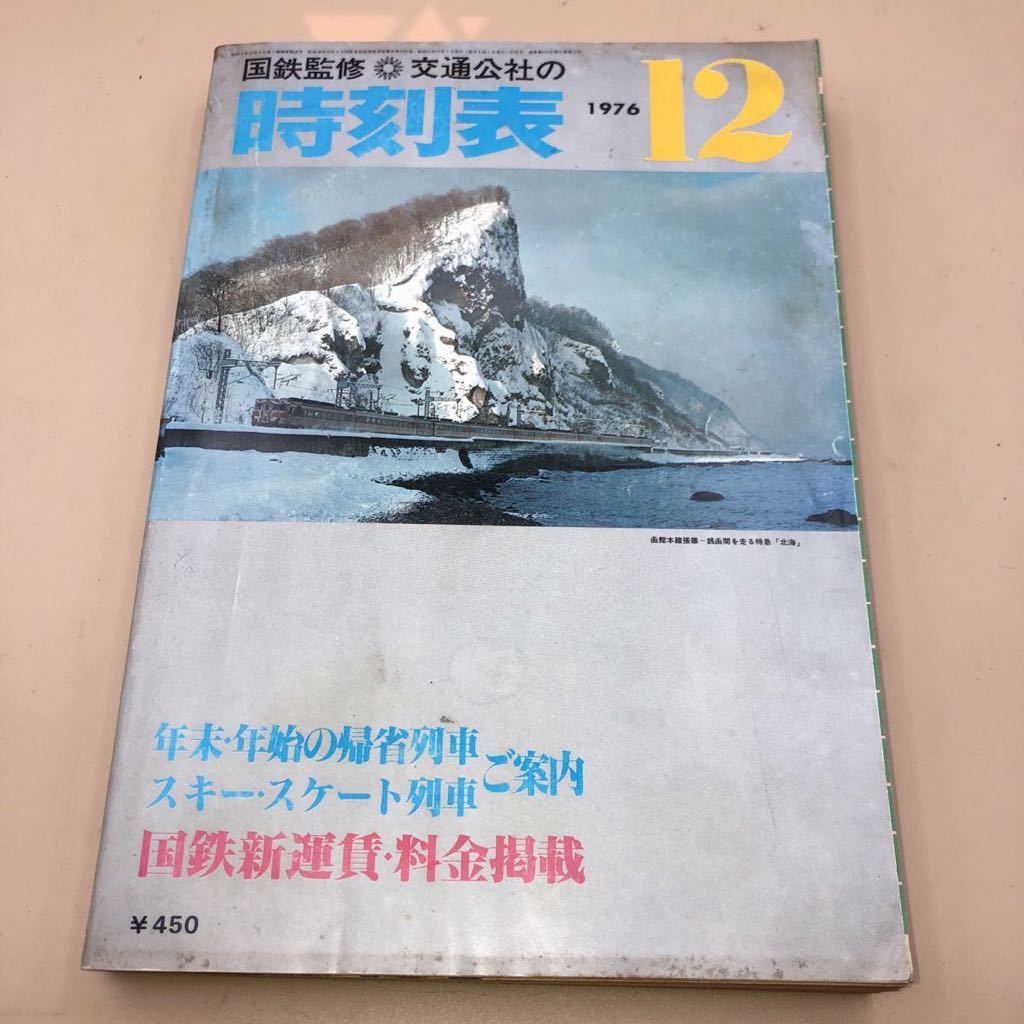 国鉄監修 交通公社の
時刻表 1976 12
函館本線張碓−銭函間を走る特急「北海」
年末・年始の帰省列車
スキー・スケート列車 ご案内
国鉄新運賃・料金掲載
¥450